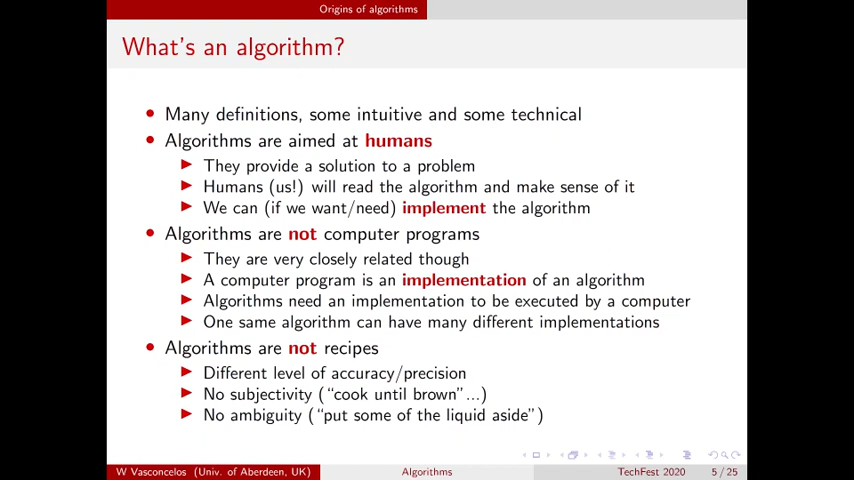 Origins of algorithms
What's an algorithm?
• Many definitions, some intuitive and some technical
• Algorithms are aimed at humans
▶ They provide a solution to a problem
▶ Humans (us!) will read the algorithm and make sense of it
▶ We can (if we want/need) implement the algorithm
• Algorithms are not computer programs
▶ They are very closely related though
▶ A computer program is an implementation of an algorithm
▶ Algorithms need an implementation to be executed by a computer
▶ One same algorithm can have many different implementations
• Algorithms are not recipes
▶ Different level of accuracy/precision
▶ No subjectivity (“cook until brown”...)
▶ No ambiguity (“put some of the liquid aside”)
W Vasconcelos (Univ. of Aberdeen, UK) Algorithms TechFest 2020 5 / 25